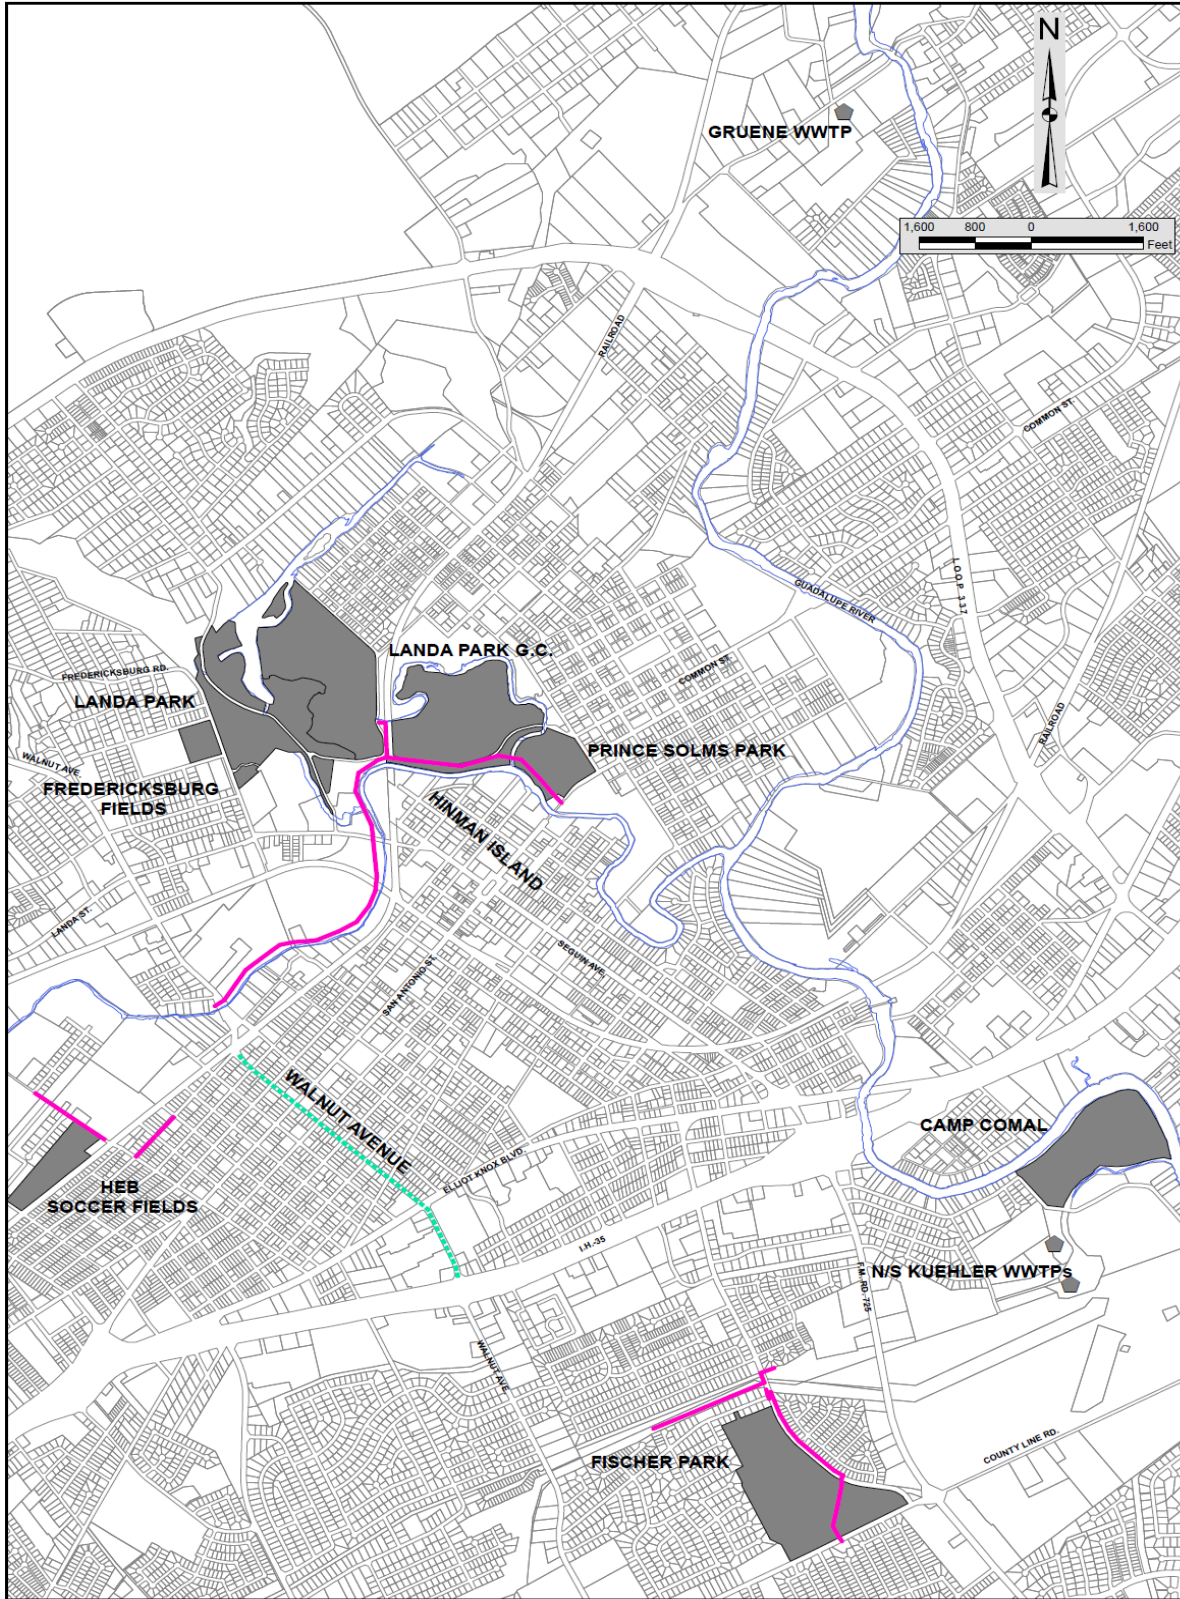 N
GRUENE WWTP
1,600 800 0 1,600
Feet
RAILROAD
COMMON ST.
LOOP 337
GUADALUPE RIVER
LANDA PARK G.C.
COMMON ST.
FREDERICKSBURG RD.
LANDA PARK
RAILROAD
PRINCE SOLMS PARK
WALNUT AVE.
FREDERICKSBURG
FIELDS
HINMAN ISLAND
LANDA ST.
SEGUIN AVE.
SAN ANTONIO ST.
WALNUT AVENUE
CAMP COMAL
ELLIOT KNOX BLVD
HEB
SOCCER FIELDS
I.H.-35
N/S KUEHLER WWTPs
F.M. RD. 725
WALNUT AVE.
COUNTY LINE RD.
FISCHER PARK